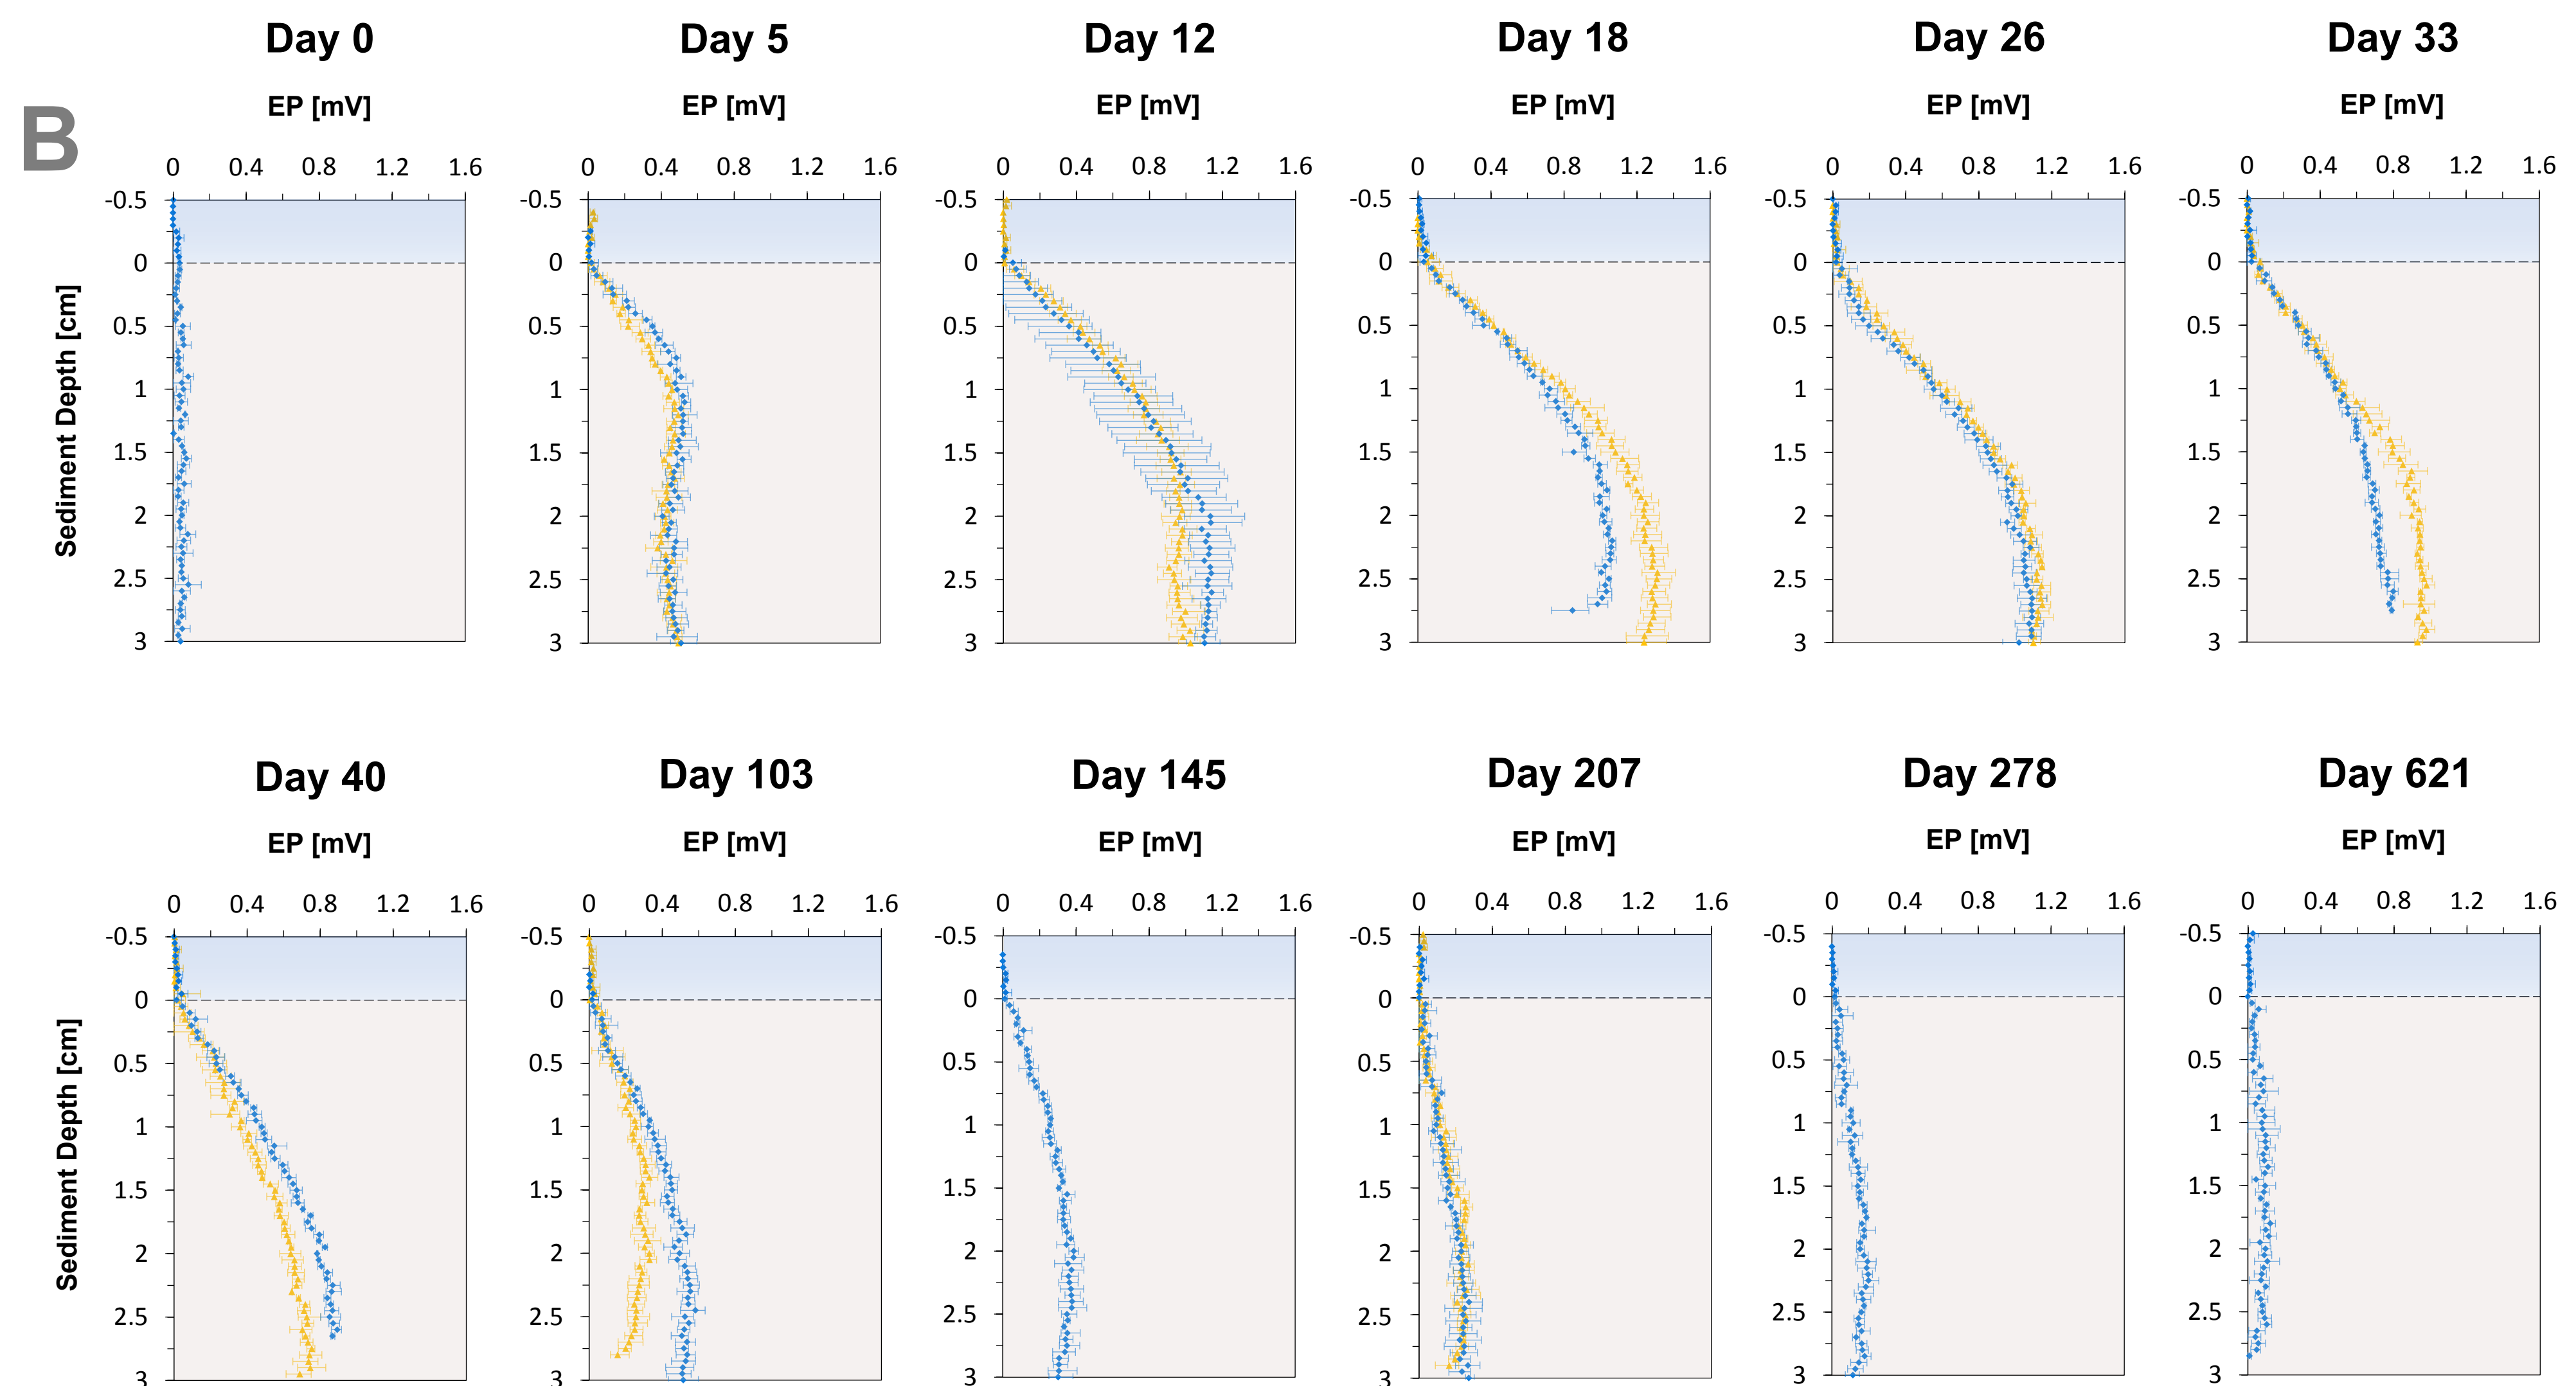 Day 0 Day 5 Day 12 Day 18 Day 26 Day 33
B
EP [mV] EP [mV] EP [mV] EP [mV] EP [mV] EP [mV]
0 0.4 0.8 1.2 1.6 0 0.4 0.8 1.2 1.6 0 0.4 0.8 1.2 1.6 0 0.4 0.8 1.2 1.6 0 0.4 0.8 1.2 1.6 0 0.4 0.8 1.2 1.6
Sediment Depth [cm]
-0.5 -0.5 -0.5 -0.5 -0.5 -0.5
0 0 0 0 0 0
0.5 0.5 0.5 0.5 0.5 0.5
1 1 1 1 1 1
1.5 1.5 1.5 1.5 1.5 1.5
2 2 2 2 2 2
2.5 2.5 2.5 2.5 2.5 2.5
3 3 3 3 3 3
Day 40 Day 103 Day 145 Day 207 Day 278 Day 621
EP [mV] EP [mV] EP [mV] EP [mV] EP [mV] EP [mV]
0 0.4 0.8 1.2 1.6 0 0.4 0.8 1.2 1.6 0 0.4 0.8 1.2 1.6 0 0.4 0.8 1.2 1.6 0 0.4 0.8 1.2 1.6 0 0.4 0.8 1.2 1.6
Sediment Depth [cm]
-0.5 -0.5 -0.5 -0.5 -0.5 -0.5
0 0 0 0 0 0
0.5 0.5 0.5 0.5 0.5 0.5
1 1 1 1 1 1
1.5 1.5 1.5 1.5 1.5 1.5
2 2 2 2 2 2
2.5 2.5 2.5 2.5 2.5 2.5
3 3 3 3 3 3